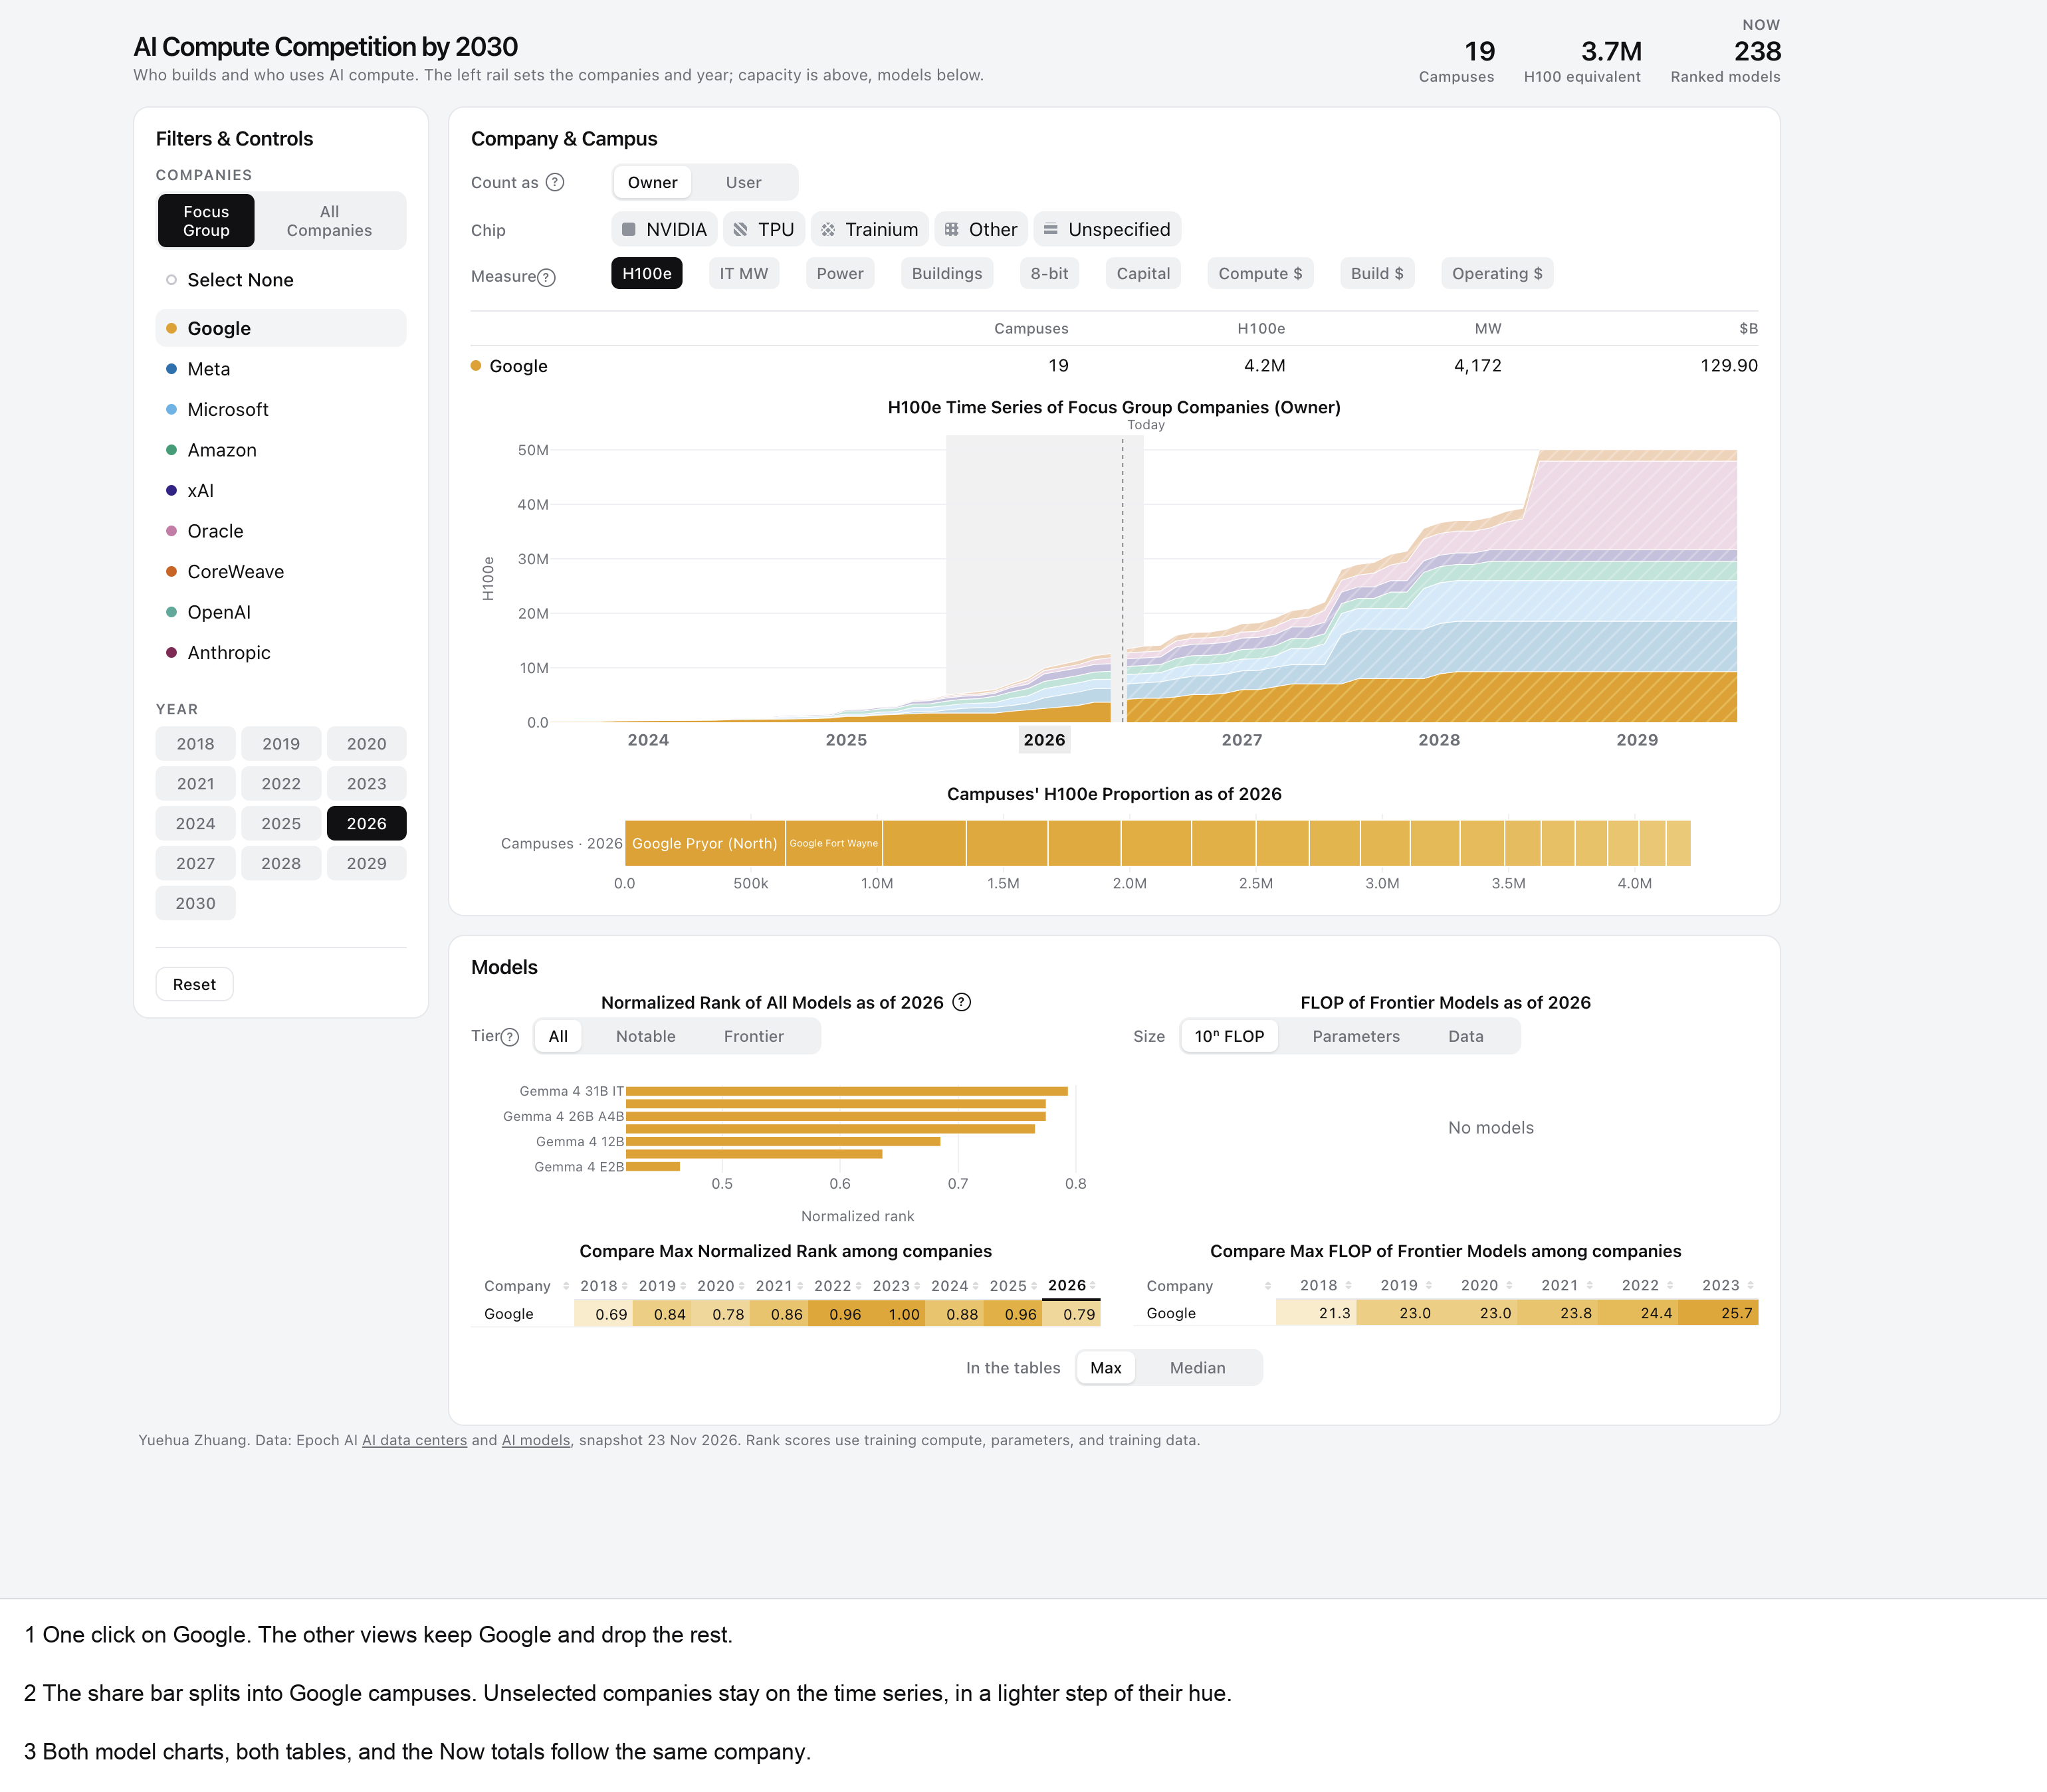 AI Compute Competition by 2030
Who builds and who uses AI compute. The left rail sets the companies and year; capacity is above, models below.
NOW
19 3.7M 238
Campuses H100 equivalent Ranked models
Filters & Controls
COMPANIES
Focus Group
All Companies
Select None
Google
Meta
Microsoft
Amazon
xAI
Oracle
CoreWeave
OpenAI
Anthropic
YEAR
2018 2019 2020
2021 2022 2023
2024 2025 2026
2027 2028 2029
2030
Reset
Company & Campus
Count as ? Owner User
Chip NVIDIA TPU Trainium Other Unspecified
Measure ? H100e IT MW Power Buildings 8-bit Capital Compute $ Build $ Operating $
Campuses H100e MW $B
Google 19 4.2M 4,172 129.90
H100e Time Series of Focus Group Companies (Owner)
Today
50M
40M
30M
20M
10M
0.0
H100e
2024 2025 2026 2027 2028 2029
Campuses' H100e Proportion as of 2026
Campuses · 2026 Google Pryor (North) Google Fort Wayne
0.0 500k 1.0M 1.5M 2.0M 2.5M 3.0M 3.5M 4.0M
Models
Normalized Rank of All Models as of 2026 ?
Tier ? All Notable Frontier
Gemma 4 31B IT
Gemma 4 26B A4B
Gemma 4 12B
Gemma 4 E2B
0.5 0.6 0.7 0.8
Normalized rank
FLOP of Frontier Models as of 2026
Size 10ⁿ FLOP Parameters Data
No models
Compare Max Normalized Rank among companies
Company 2018 2019 2020 2021 2022 2023 2024 2025 2026
Google 0.69 0.84 0.78 0.86 0.96 1.00 0.88 0.96 0.79
Compare Max FLOP of Frontier Models among companies
Company 2018 2019 2020 2021 2022 2023
Google 21.3 23.0 23.0 23.8 24.4 25.7
In the tables Max Median
Yuehua Zhuang. Data: Epoch AI AI data centers and AI models, snapshot 23 Nov 2026. Rank scores use training compute, parameters, and training data.
1 One click on Google. The other views keep Google and drop the rest.
2 The share bar splits into Google campuses. Unselected companies stay on the time series, in a lighter step of their hue.
3 Both model charts, both tables, and the Now totals follow the same company.